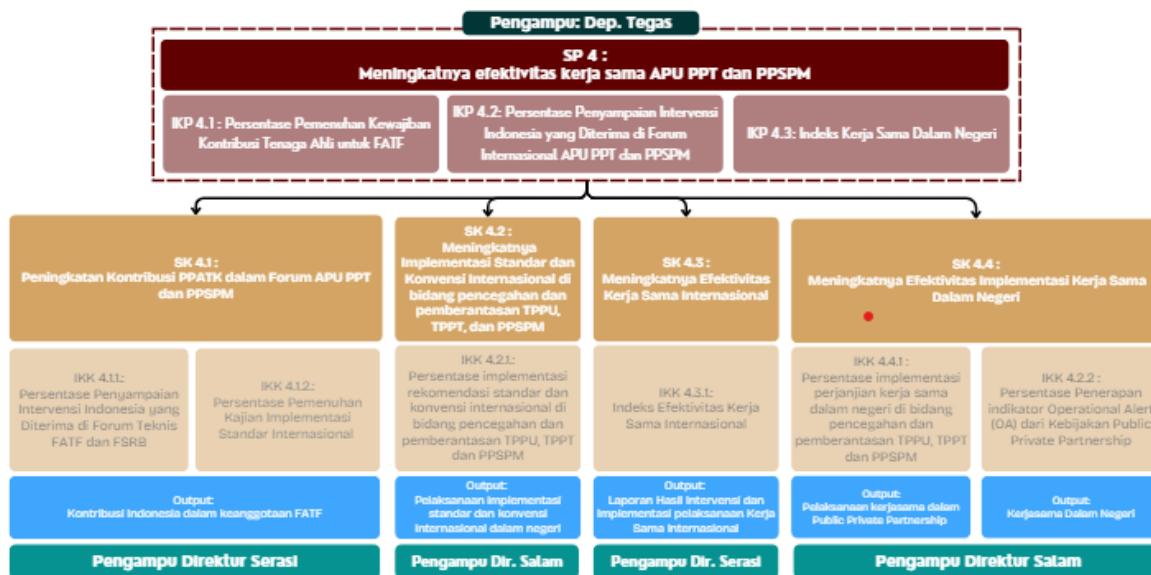 Pengampu: Dep. Tegas
SP 4 :
Meningkatnya efektivitas kerja sama APU PPT dan PPSPM
IKP 4.1 : Persentase Pemenuhan Kewajiban
Kontribusi Tenaga Ahli untuk FATF
IKP 4.2: Persentase Penyampaian Intervensi
Indonesia yang Diterima di Forum
Internasional APU PPT dan PPSPM
IKP 4.3: Indeks Kerja Sama Dalam Negeri
SK 4.1 :
Peningkatan Kontribusi PPATK dalam Forum APU PPT
dan PPSPM
SK 4.2 :
Meningkatnya
Implementasi Standar dan
Konvensi Internasional di
bidang pencegahan dan
pemberantasan TPPU,
TPPT, dan PPSPM
SK 4.3 :
Meningkatnya Efektivitas
Kerja Sama Internasional
SK 4.4 :
Meningkatnya Efektivitas Implementasi Kerja Sama
Dalam Negeri
IKK 4.1.1.:
Persentase Penyampaian
Intervensi Indonesia yang
Diterima di Forum Teknis
FATF dan FSRB
IKK 4.1.2.:
Persentase Pemenuhan
Kajian Implementasi
Standar Internasional
IKK 4.2.1.:
Persentase implementasi
rekomendasi standar dan
konvensi internasional di
bidang pencegahan dan
pemberantasan TPPU, TPPT
dan PPSPM
IKK 4.3.1.:
Indeks Efektivitas Kerja
Sama Internasional
IKK 4.4.1 :
Persentase implementasi
perjanjian kerja sama
dalam negeri di bidang
pencegahan dan
pemberantasan TPPU, TPPT
dan PPSPM
IKK 4.2.2 :
Persentase Penerapan
indikator Operational Alert
(OA) dari Kebijakan Public
Private Partnership
Output:
Kontribusi Indonesia dalam keanggotaan FATF
Output:
Pelaksanaan implementasi
standar dan konvensi
internasional dalam negeri
Output:
Laporan Hasil Intervensi dan
Implementasi pelaksanaan Kerja
Sama Internasional
Output:
Pelaksanaan kerjasama dalam
Public Private Partnership
Output:
Kerjasama Dalam Negeri
Pengampu Direktur Serasi
Pengampu Dir. Salam
Pengampu Dir. Serasi
Pengampu Direktur Salam